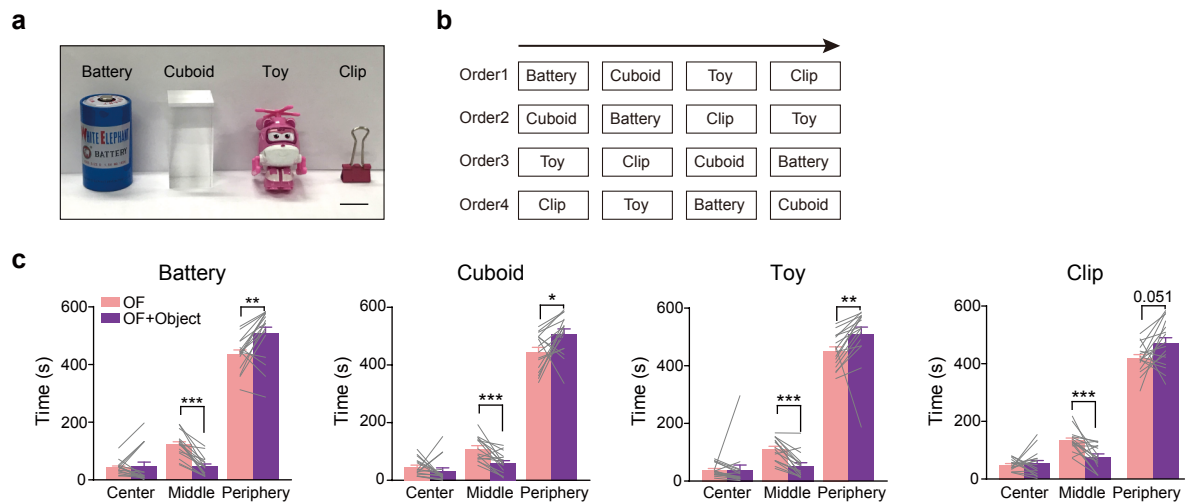 a
Battery Cuboid Toy Clip
WHITE ELEPHANT
BATTERY
b
Order1 Battery Cuboid Toy Clip
Order2 Cuboid Battery Clip Toy
Order3 Toy Clip Cuboid Battery
Order4 Clip Toy Battery Cuboid
c
Battery
OF
OF+Object
Time (s)
600
400
200
0
***
**
Center Middle Periphery
Cuboid
Time (s)
600
400
200
0
***
*
Center Middle Periphery
Toy
Time (s)
600
400
200
0
***
**
Center Middle Periphery
Clip
Time (s)
600
400
200
0
***
0.051
Center Middle Periphery